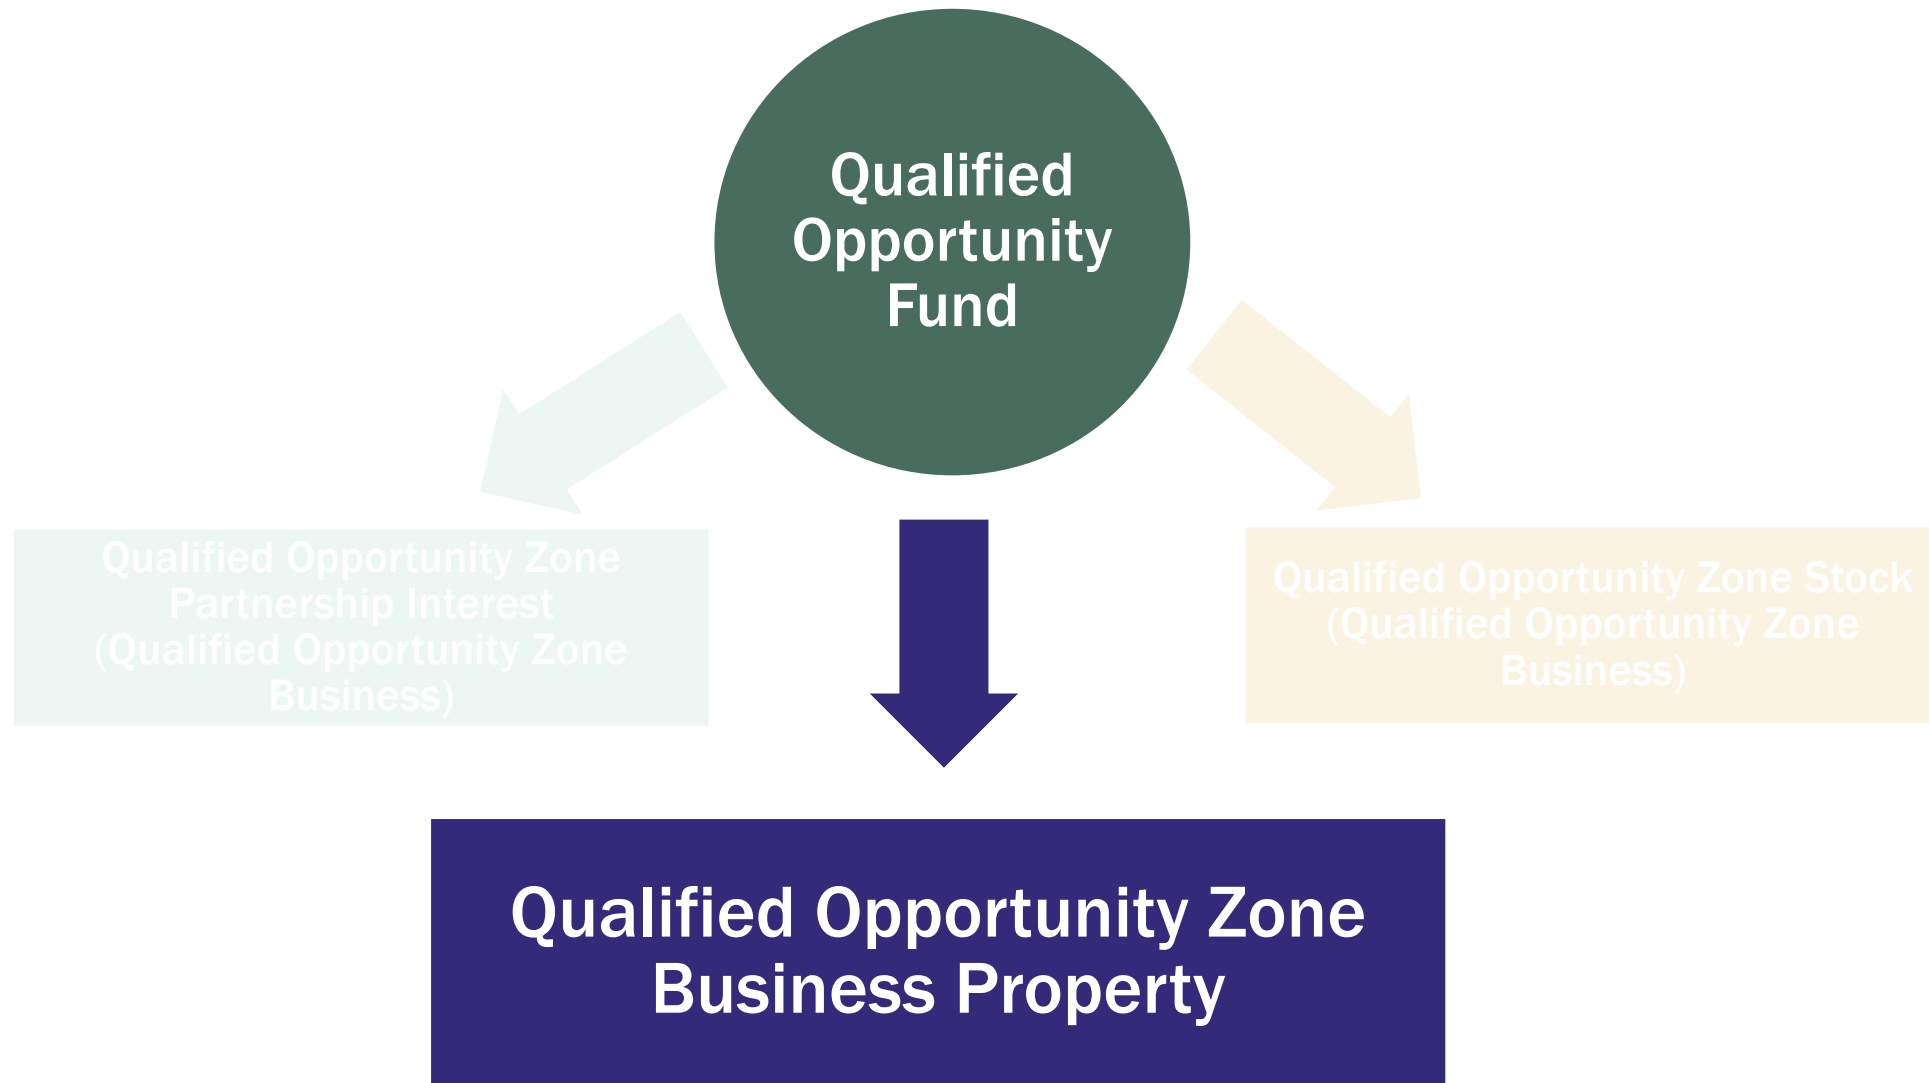 Qualified
Opportunity
Fund
Qualified Opportunity Zone
Partnership Interest
(Qualified Opportunity Zone
Business)
Qualified Opportunity Zone Stock
(Qualified Opportunity Zone
Business)
Qualified Opportunity Zone
Business Property